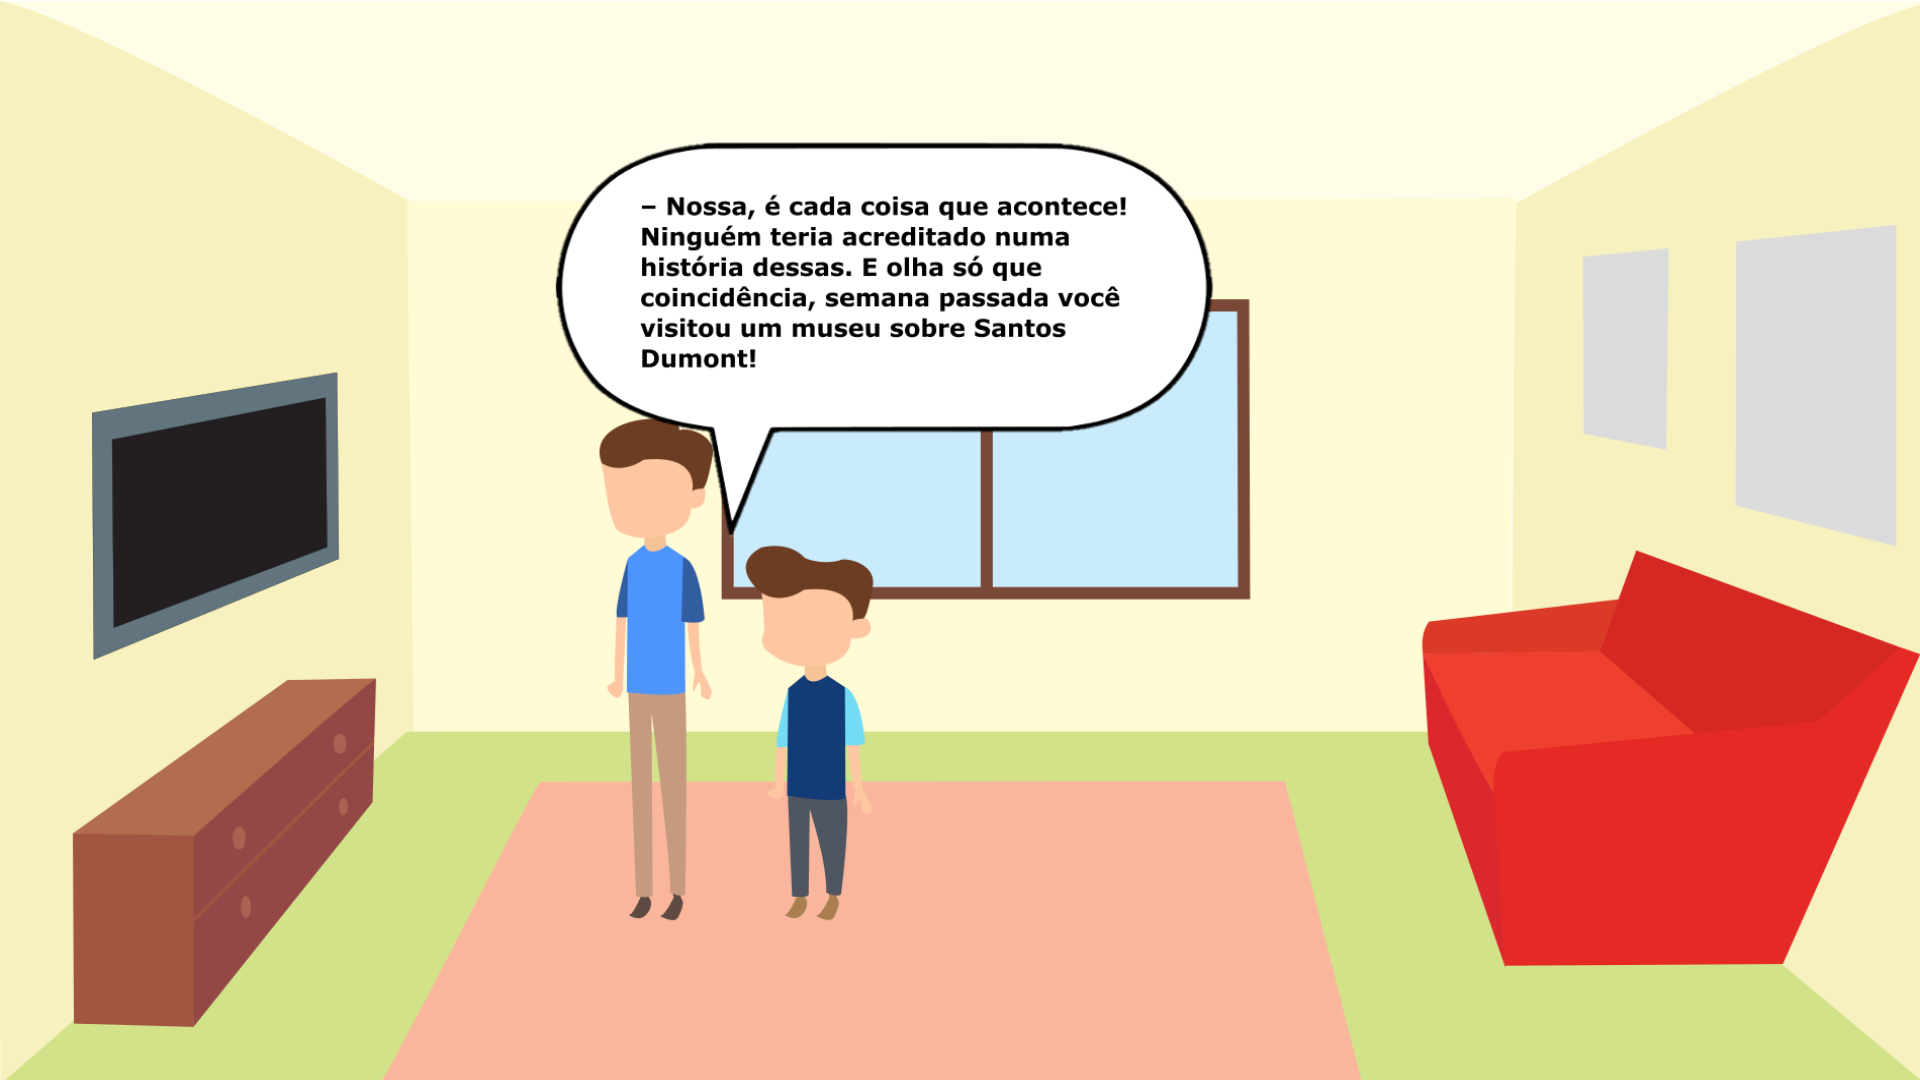 – Nossa, é cada coisa que acontece!
Ninguém teria acreditado numa
história dessas. E olha só que
coincidência, semana passada você
visitou um museu sobre Santos
Dumont!